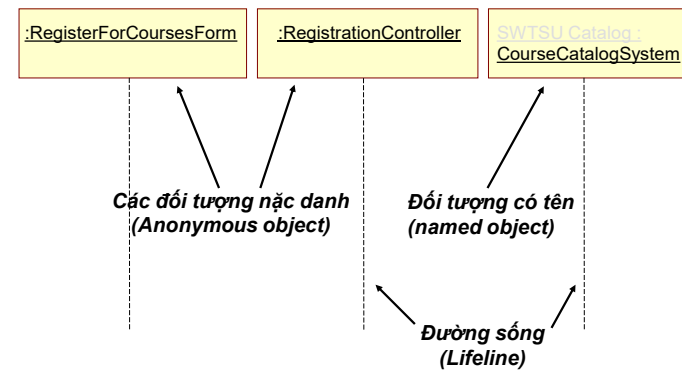 :RegisterForCoursesForm
:RegistrationController
SWTSU Catalog :
CourseCatalogSystem
Các đối tượng nặc danh
(Anonymous object)
Đối tượng có tên
(named object)
Đường sống
(Lifeline)